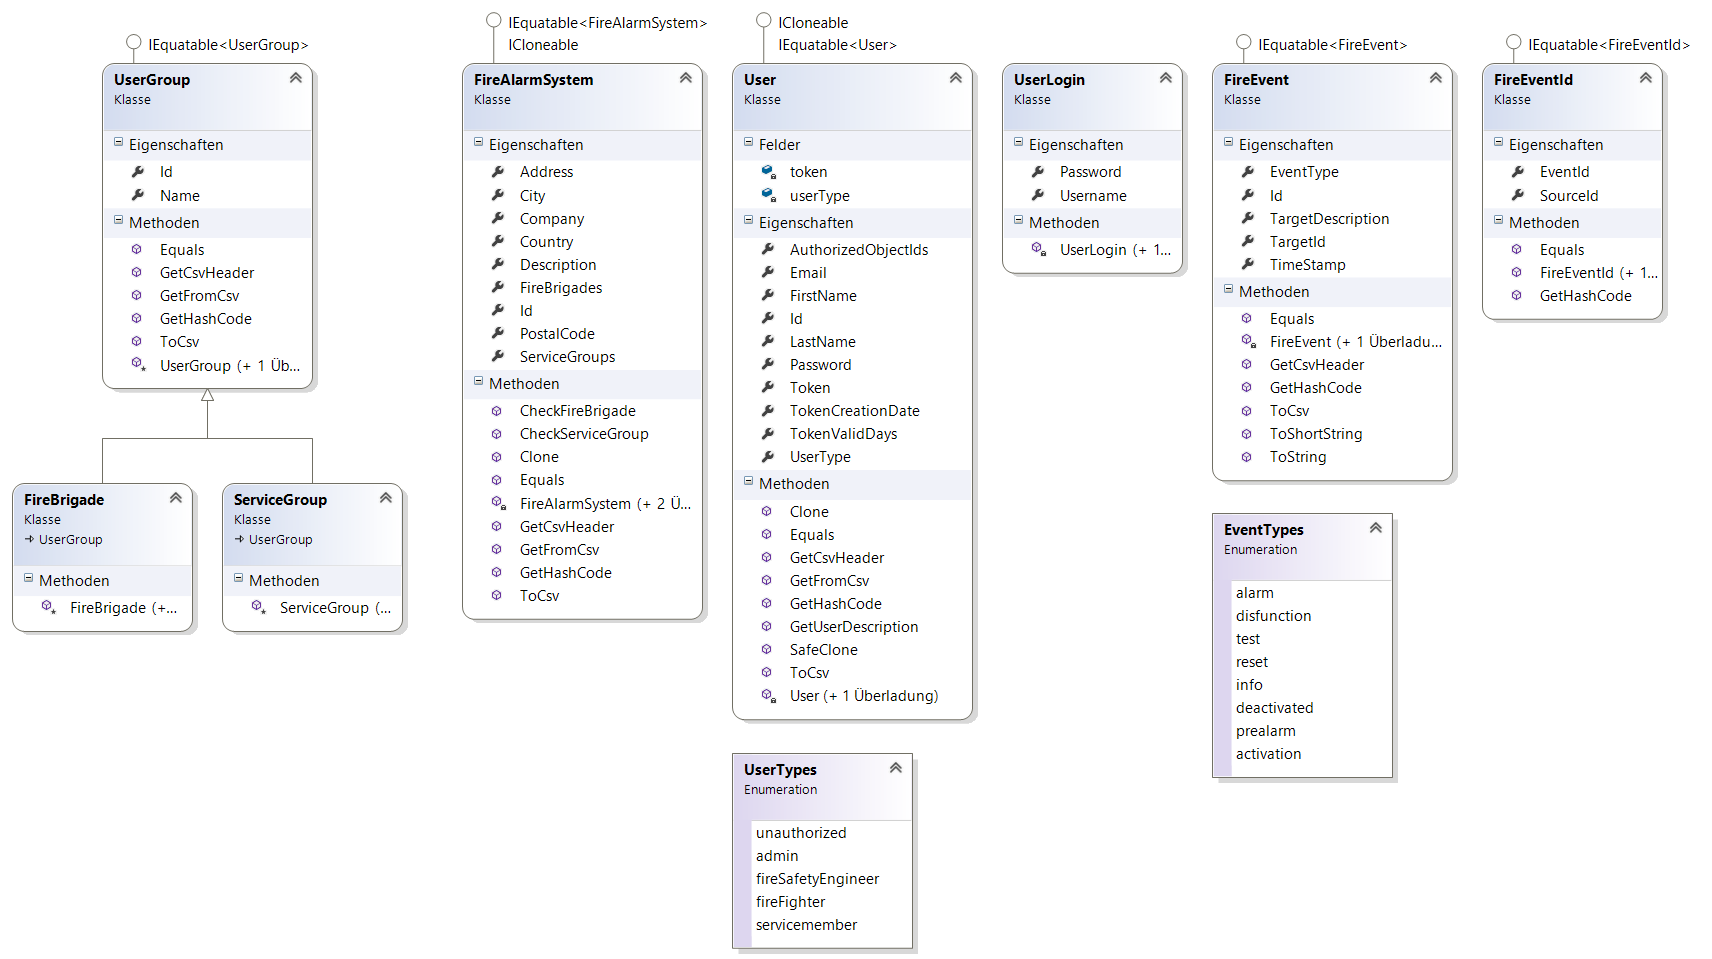 IEquatable<UserGroup>
UserGroup
Klasse
Eigenschaften
Id
Name
Methoden
Equals
GetCsvHeader
GetFromCsv
GetHashCode
ToCsv
UserGroup (+ 1 Üb...
FireBrigade
Klasse
UserGroup
Methoden
FireBrigade (+...
ServiceGroup
Klasse
UserGroup
Methoden
ServiceGroup (...
IEquatable<FireAlarmSystem>
ICloneable
FireAlarmSystem
Klasse
Eigenschaften
Address
City
Company
Country
Description
FireBrigades
Id
PostalCode
ServiceGroups
Methoden
CheckFireBrigade
CheckServiceGroup
Clone
Equals
FireAlarmSystem (+ 2 Ü...
GetCsvHeader
GetFromCsv
GetHashCode
ToCsv
ICloneable
IEquatable<User>
User
Klasse
Felder
token
userType
Eigenschaften
AuthorizedObjectIds
Email
FirstName
Id
LastName
Password
Token
TokenCreationDate
TokenValidDays
UserType
Methoden
Clone
Equals
GetCsvHeader
GetFromCsv
GetHashCode
GetUserDescription
SafeClone
ToCsv
User (+ 1 Überladung)
UserTypes
Enumeration
unauthorized
admin
fireSafetyEngineer
fireFighter
servicemember
UserLogin
Klasse
Eigenschaften
Password
Username
Methoden
UserLogin (+ 1...
IEquatable<FireEvent>
FireEvent
Klasse
Eigenschaften
EventType
Id
TargetDescription
TargetId
TimeStamp
Methoden
Equals
FireEvent (+ 1 Überladu...
GetCsvHeader
GetHashCode
ToCsv
ToShortString
ToString
EventTypes
Enumeration
alarm
disfunction
test
reset
info
deactivated
prealarm
activation
IEquatable<FireEventId>
FireEventId
Klasse
Eigenschaften
EventId
SourceId
Methoden
Equals
FireEventId (+ 1...
GetHashCode